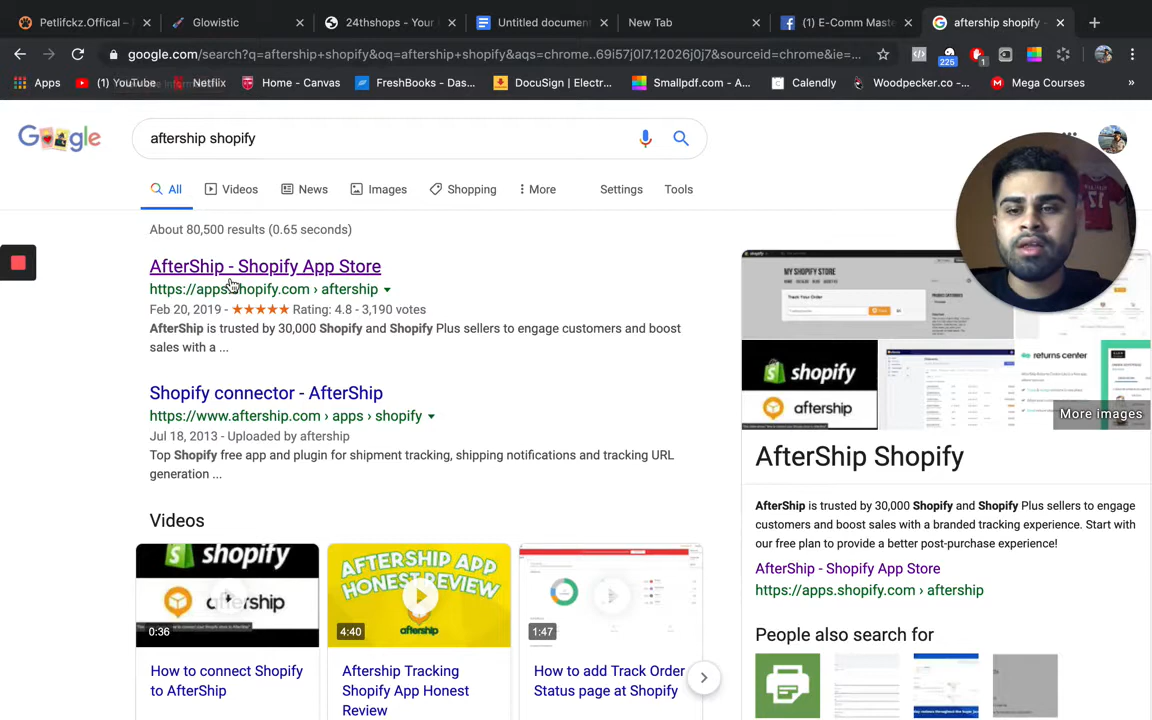 Petlifckz.Offical –
Glowistic
24thshops - Your
Untitled documen
New Tab
(1) E-Comm Maste
aftership shopify -
google.com/search?q=aftership+shopify&oq=aftership+shopify&aqs=chrome..69i57j0l7.12026j0j7&sourceid=chrome&ie=...
225
1
Apps
(1) YouTube
Netflix
Home - Canvas
FreshBooks - Das...
DocuSign | Electr...
Smallpdf.com - A...
Calendly
Woodpecker.co -...
Mega Courses
»
Google
aftership shopify
All
Videos
News
Images
Shopping
More
Settings
Tools
About 80,500 results (0.65 seconds)
AfterShip - Shopify App Store
https://apps.shopify.com › aftership
Feb 20, 2019 - ★★★★★ Rating: 4.8 - 3,190 votes
AfterShip is trusted by 30,000 Shopify and Shopify Plus sellers to engage customers and boost
sales with a ...
Shopify connector - AfterShip
https://www.aftership.com › apps › shopify
Jul 18, 2013 - Uploaded by aftership
Top Shopify free app and plugin for shipment tracking, shipping notifications and tracking URL
generation ...
Videos
shopify
aftership
0:36
AFTERSHIP APP
HONEST REVIEW
aftership
4:40
1:47
How to connect Shopify
to AfterShip
Aftership Tracking
Shopify App Honest
Review
How to add Track Order
Status page at Shopify
17
MY SHOPIFY STORE
Track Your Order
shopify
aftership
returns center
More images
AfterShip Shopify
AfterShip is trusted by 30,000 Shopify and Shopify Plus sellers to engage
customers and boost sales with a branded tracking experience. Start with
our free plan to provide a better post-purchase experience!
AfterShip - Shopify App Store
https://apps.shopify.com › aftership
People also search for